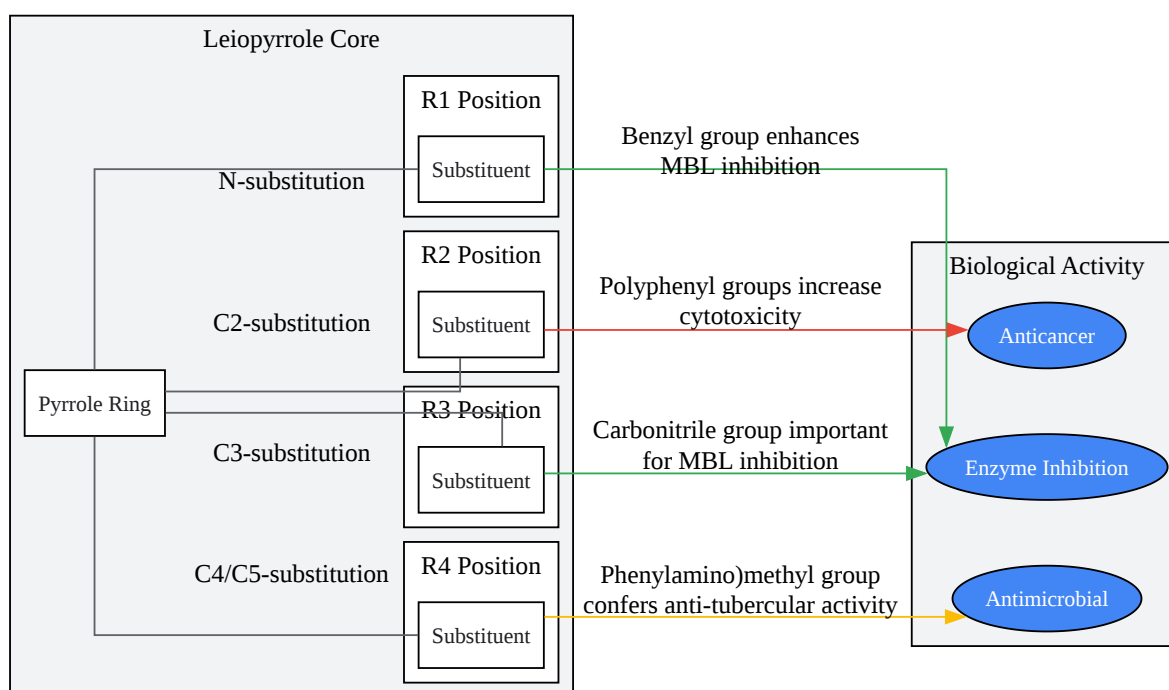 Leiopyrrole Core
R1 Position
Substituent
N-substitution
Benzyl group enhances
MBL inhibition
R2 Position
Substituent
C2-substitution
Polyphenyl groups increase
cytotoxicity
Biological Activity
Anticancer
Pyrrole Ring
R3 Position
Substituent
C3-substitution
Carbonitrile group important
for MBL inhibition
Enzyme Inhibition
R4 Position
Substituent
C4/C5-substitution
Phenylamino)methyl group
confers anti-tubercular activity
Antimicrobial